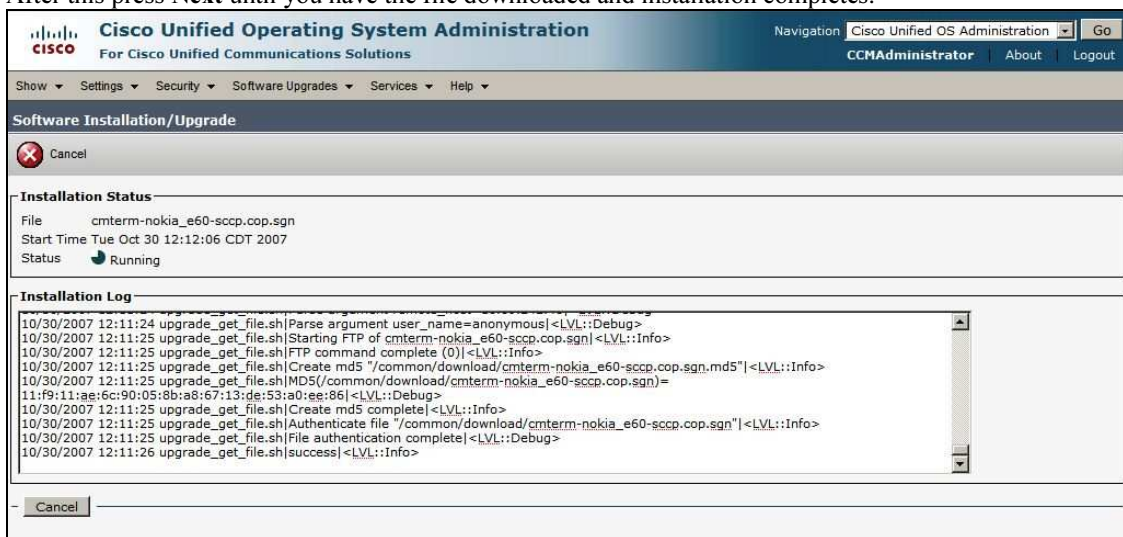 After this press Next until you have the file downloaded and installation completes.
CISCO
Cisco Unified Operating System Administration
For Cisco Unified Communications Solutions
Navigation Cisco Unified OS Administration Go
CCMAdministrator About Logout
Show Settings Security Software Upgrades Services Help
Software Installation/Upgrade
Cancel
Installation Status
File cmterm-nokia_e60-sccp.cop.sgn
Start Time Tue Oct 30 12:12:06 CDT 2007
Status Running
Installation Log
10/30/2007 12:11:24 upgrade_get_file.sh|Parse argument user_name=anonymous|<LVL::Debug>
10/30/2007 12:11:25 upgrade_get_file.sh|Starting FTP of cmterm-nokia_e60-sccp.cop.sgn|<LVL::Info>
10/30/2007 12:11:25 upgrade_get_file.sh|FTP command complete (0)|<LVL::Info>
10/30/2007 12:11:25 upgrade_get_file.sh|Create md5 "/common/download/cmterm-nokia_e60-sccp.cop.sgn.md5"|<LVL::Info>
10/30/2007 12:11:25 upgrade_get_file.sh|MD5(/common/download/cmterm-nokia_e60-sccp.cop.sgn)=
11:f9:11:ae:6c:90:05:8b:a8:67:13:de:53:a0:ee:86|<LVL::Debug>
10/30/2007 12:11:25 upgrade_get_file.sh|Create md5 complete|<LVL::Info>
10/30/2007 12:11:25 upgrade_get_file.sh|Authenticate file "/common/download/cmterm-nokia_e60-sccp.cop.sgn"|<LVL::Info>
10/30/2007 12:11:25 upgrade_get_file.sh|File authentication complete|<LVL::Debug>
10/30/2007 12:11:26 upgrade_get_file.sh|success|<LVL::Info>
Cancel